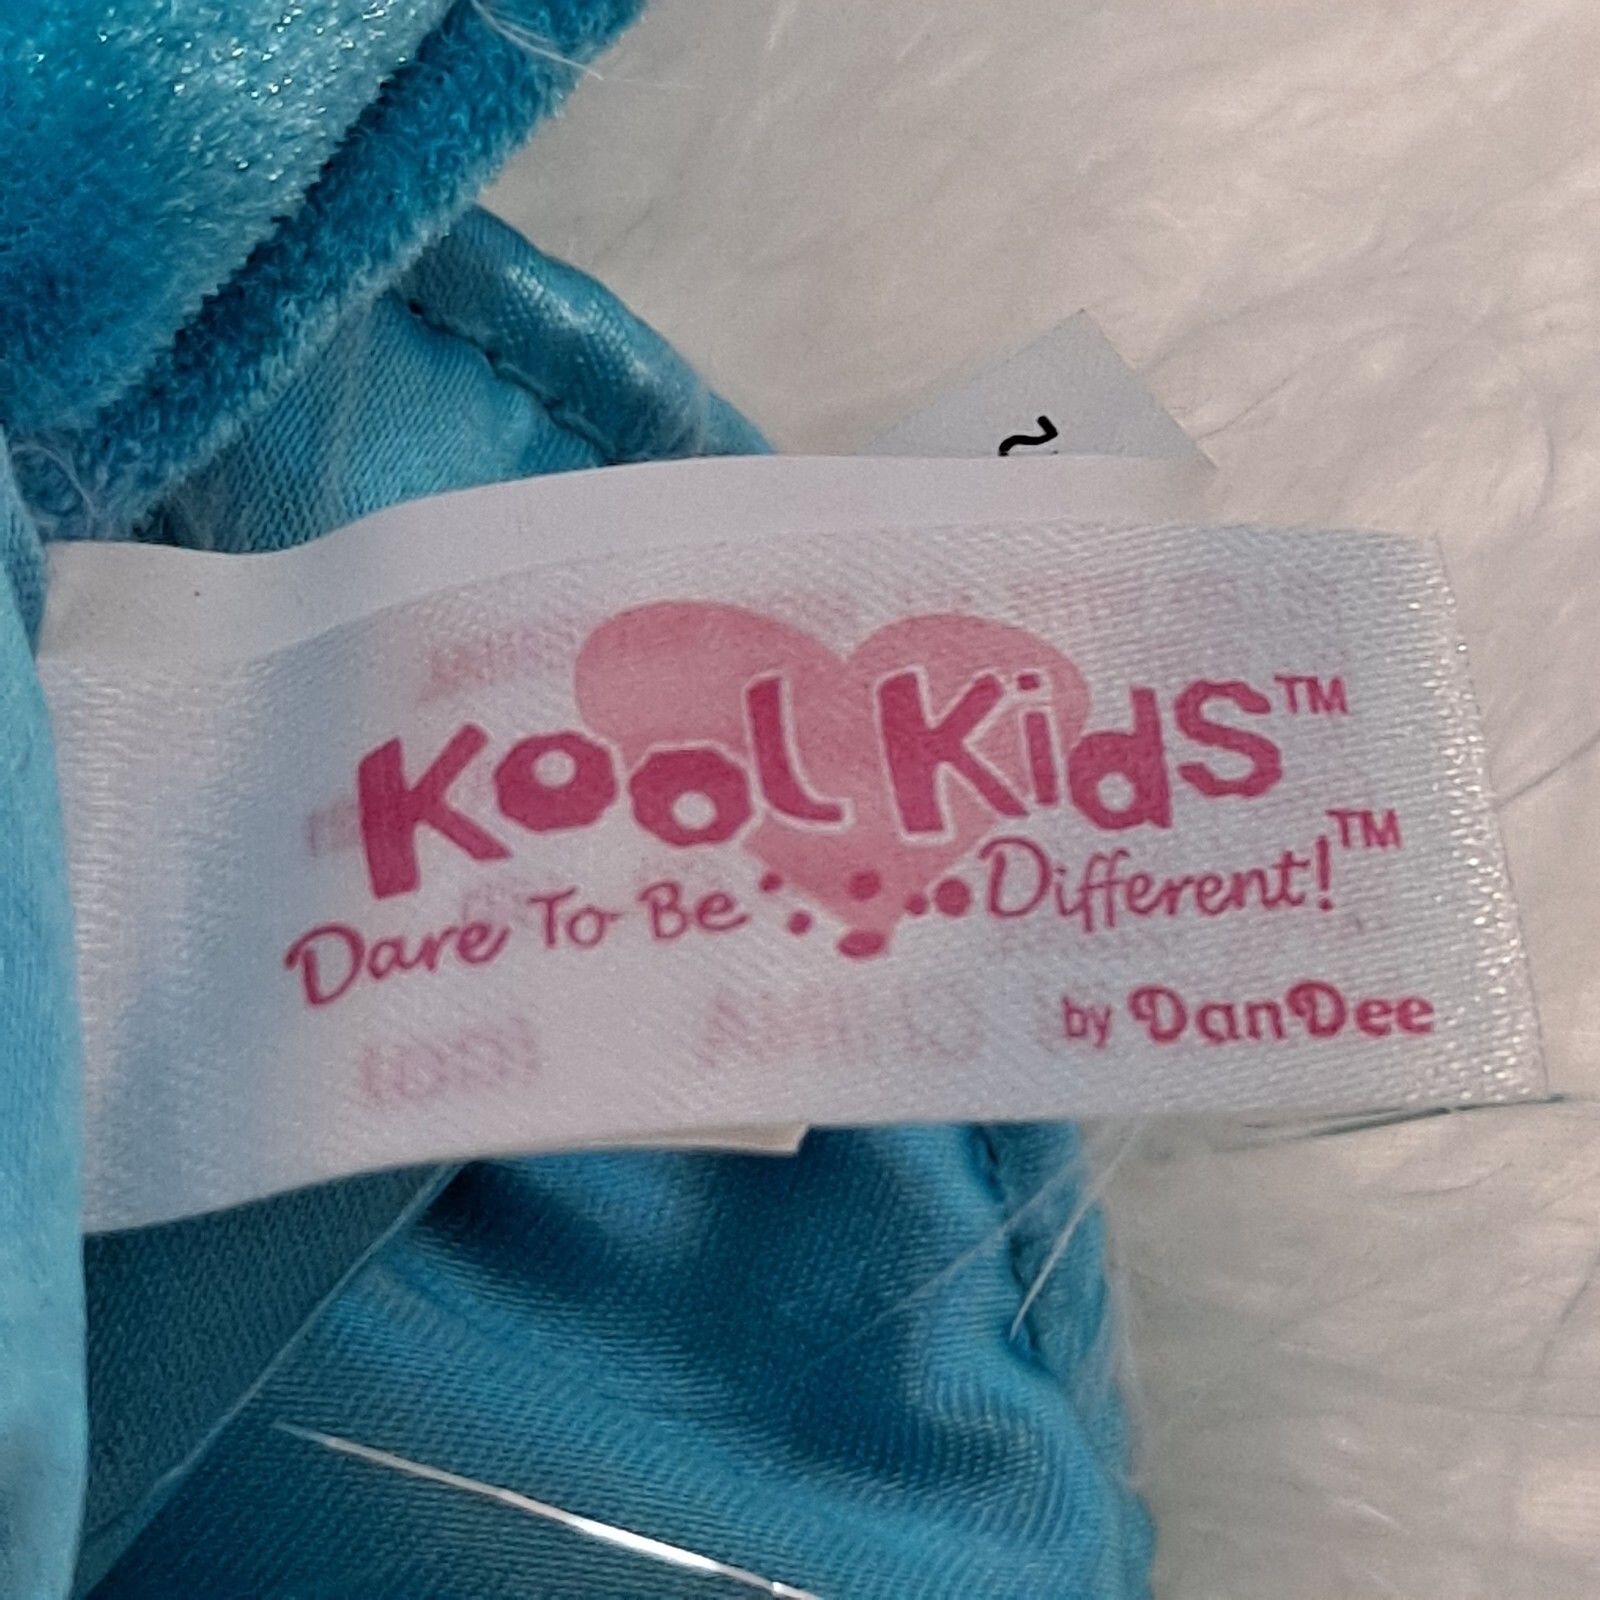 Kool Kids™
Dare To Be Different!™
by DanDee